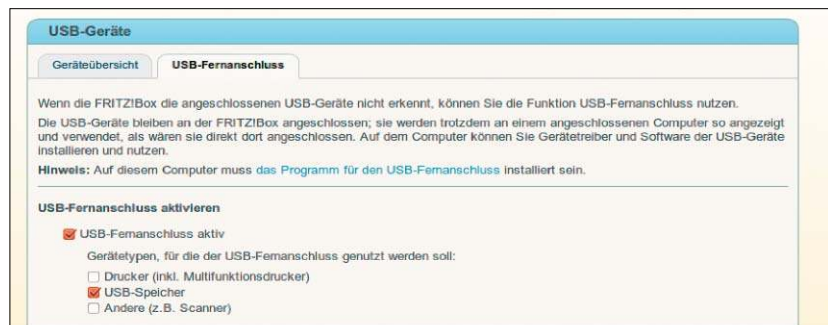 USB-Geräte
Geräteübersicht
USB-Fernanschluss
Wenn die FRITZ!Box die angeschlossenen USB-Geräte nicht erkennt, können Sie die Funktion USB-Fernanschluss nutzen.
Die USB-Geräte bleiben an der FRITZ!Box angeschlossen; sie werden trotzdem an einem angeschlossenen Computer so angezeigt
und verwendet, als wären sie direkt dort angeschlossen. Auf dem Computer können Sie Gerätetreiber und Software der USB-Geräte
installieren und nutzen.
Hinweis: Auf diesem Computer muss das Programm für den USB-Fernanschluss installiert sein.
USB-Fernanschluss aktivieren
USB-Fernanschluss aktiv
Gerätetypen, für die der USB-Fernanschluss genutzt werden soll:
Drucker (inkl. Multifunktionsdrucker)
USB-Speicher
Andere (z.B. Scanner)